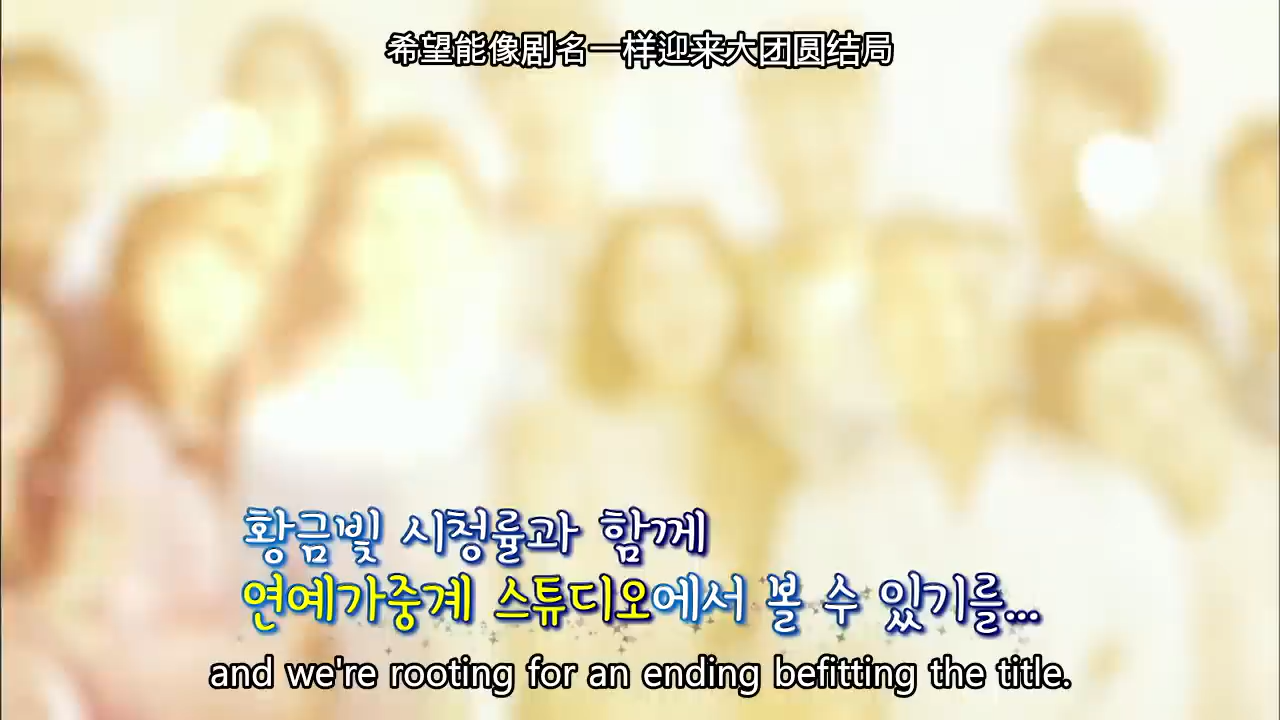 希望能像剧名一样迎来大团圆结局
황금빛 시청률과 함께
연예가중계 스튜디오에서 볼 수 있기를...
and we're rooting for an ending befitting the title.